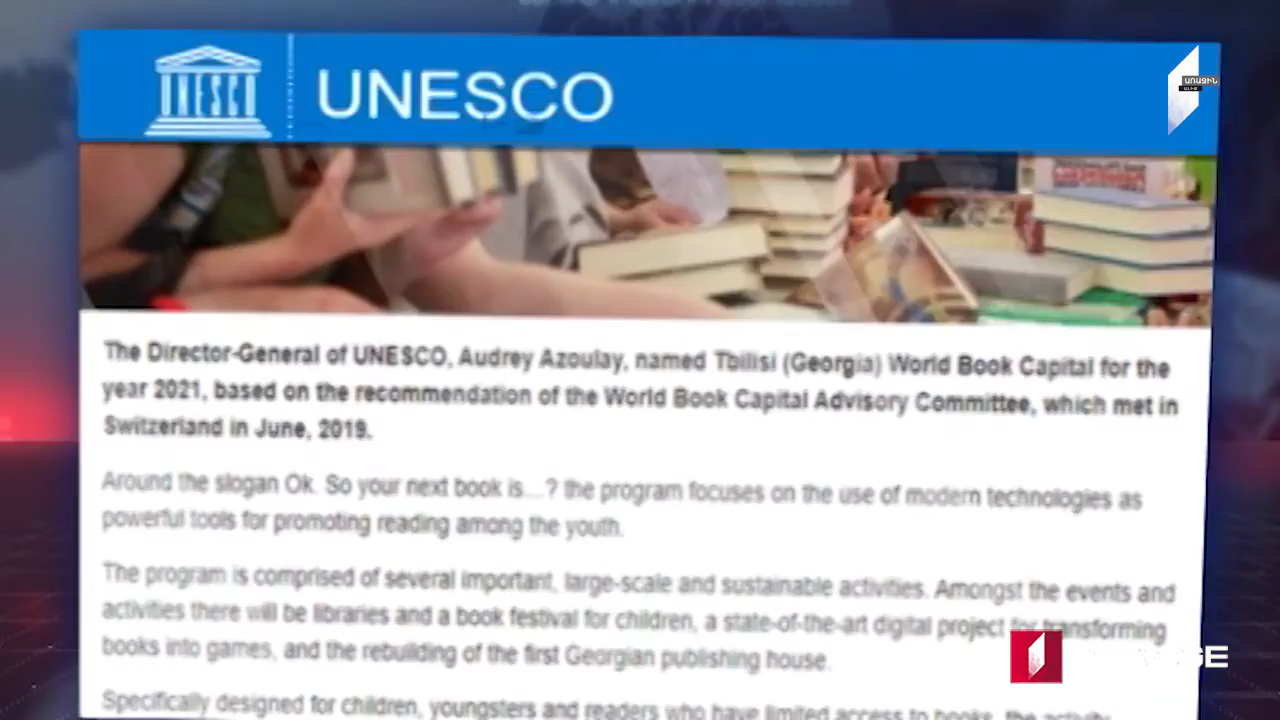 UNESCO
UNESCO
ԱՌԱՋԻՆ
ԱԼԻՔ
The Director-General of UNESCO, Audrey Azoulay, named Tbilisi (Georgia) World Book Capital for the
year 2021, based on the recommendation of the World Book Capital Advisory Committee, which met in
Switzerland in June, 2019.
Around the slogan Ok. So your next book is...? the program focuses on the use of modern technologies as
powerful tools for promoting reading among the youth.
The program is comprised of several important, large-scale and sustainable activities. Amongst the events and
activities there will be libraries and a book festival for children, a state-of-the-art digital project for transforming
books into games, and the rebuilding of the first Georgian publishing house.
Specifically designed for children, youngsters and readers who have limited access to books, the activity